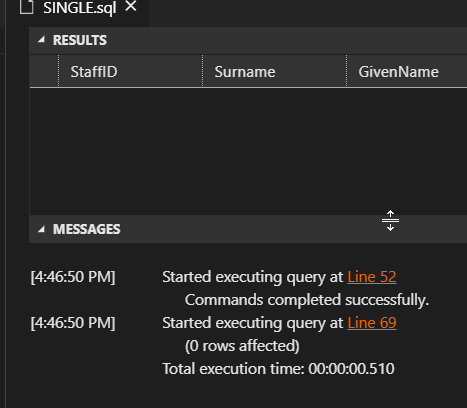 SINGLE.sql
RESULTS
StaffID Surname GivenName
MESSAGES
[4:46:50 PM] Started executing query at Line 52
Commands completed successfully.
[4:46:50 PM] Started executing query at Line 69
(0 rows affected)
Total execution time: 00:00:00.510